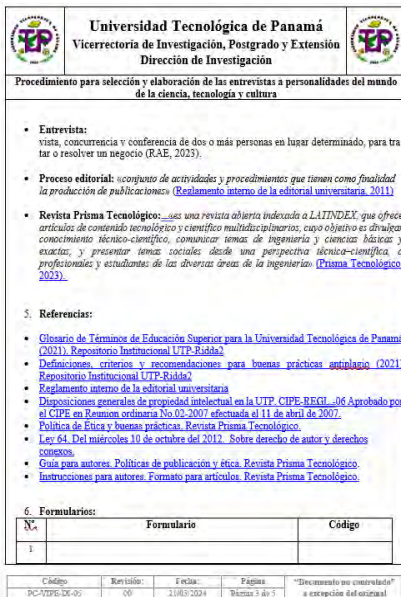 Universidad Tecnológica de Panamá
Vicerrectoría de Investigación, Postgrado y Extensión
Dirección de Investigación
Procedimiento para selección y elaboración de las entrevistas a personalidades del mundo
de la ciencia, tecnología y cultura
• Entrevista:
vista, concurrencia y conferencia de dos o más personas en lugar determinado, para tra
tar o resolver un negocio (RAE, 2023).
• Proceso editorial: «conjunto de actividades y procedimientos que tienen como finalidad
la producción de publicaciones» (Reglamento interno de la editorial universitaria, 2011)
• Revista Prisma Tecnológico: «es una revista abierta indexada a LATINDEX, que ofrece
artículos de contenido tecnológico y científico multidisciplinarios, cuyo objetivo es divulgar
conocimiento técnico-científico, comunicar temas de ingeniería y ciencias básicas y
exactas, y presentar temas sociales desde una perspectiva técnica–científica, a
profesionales y estudiantes de las diversas áreas de la ingeniería» (Prisma Tecnológico,
2023).
5. Referencias:
• Glosario de Términos de Educación Superior para la Universidad Tecnológica de Panamá
(2021). Repositorio Institucional UTP-Ridda2
• Definiciones, criterios y recomendaciones para buenas prácticas antiplagio (2021)
Repositorio Institucional UTP-Ridda2
• Reglamento interno de la editorial universitaria
• Disposiciones generales de propiedad intelectual en la UTP. CIPE-REGL.-06 Aprobado por
el CIPE en Reunion ordinaria No.02-2007 efectuada el 11 de abril de 2007.
• Política de Ética y buenas prácticas. Revista Prisma Tecnológico.
• Ley 64. Del miércoles 10 de octubre del 2012. Sobre derecho de autor y derechos
conexos.
• Guía para autores. Políticas de publicación y ética. Revista Prisma Tecnológico.
• Instrucciones para autores. Formato para artículos. Revista Prisma Tecnológico.
6. Formularios:
N°. Formulario Código
1
Código Revisión: Fecha: Página "Documento no controlado"
PC-VIPE-DI-05 00 21/03/2024 Página 3 de 5 a excepción del original